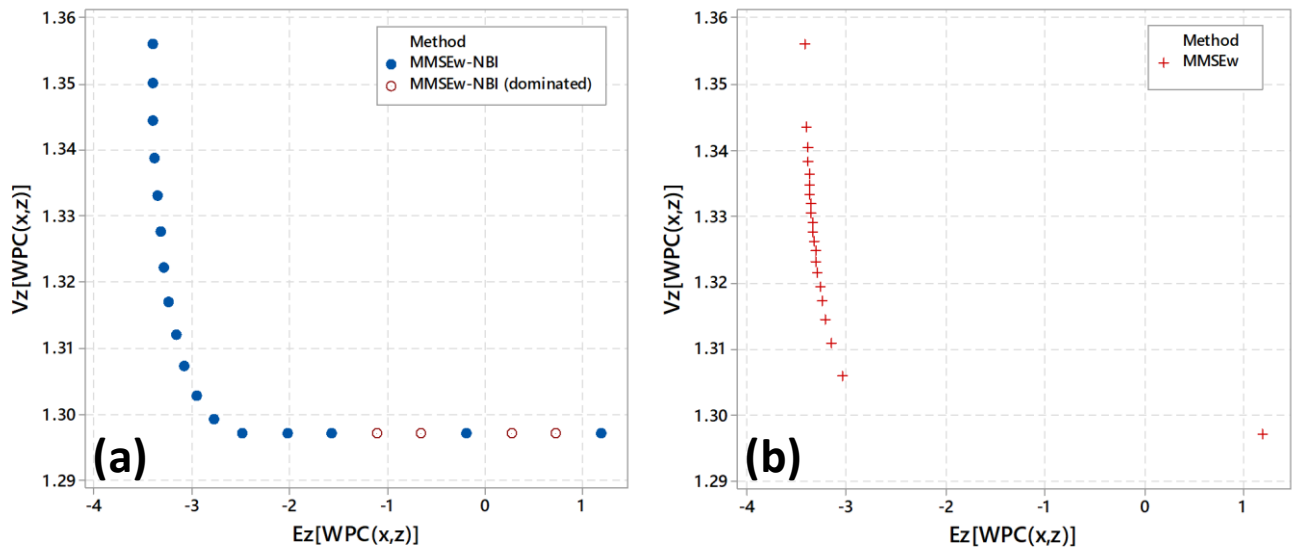 1.36
1.35
1.34
1.33
1.32
1.31
1.30
1.29
Vz[WPC(x,z)]
Method
MMSEw-NBI
MMSEw-NBI (dominated)
(a)
-4 -3 -2 -1 0 1
Ez[WPC(x,z)]
1.36
1.35
1.34
1.33
1.32
1.31
1.30
1.29
Vz[WPC(x,z)]
Method
MMSEw
(b)
-4 -3 -2 -1 0 1
Ez[WPC(x,z)]